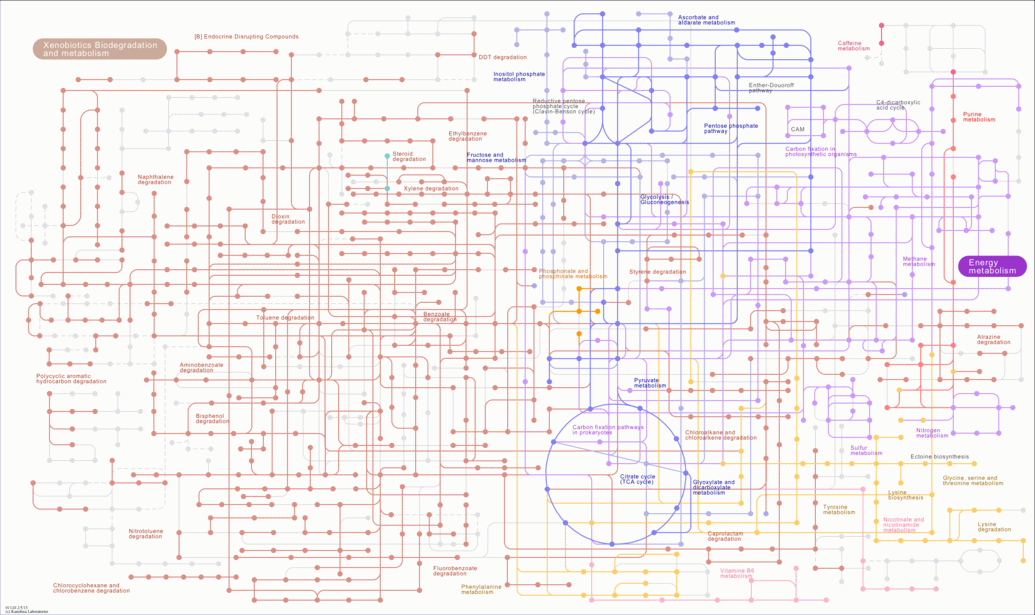 Xenobiotics Biodegradation
and metabolism
[B] Endocrine Disrupting Compounds
DDT degradation
Ascorbate and
aldarate metabolism
Caffeine
metabolism
Inositol phosphate
metabolism
Enther-Douoroff
pathway
Reductive pentose
phosphate cycle
(Clavin-Benson cycle)
C4-dicarboxylic
acid cycle
Purine
metabolism
Pentose phosphate
pathway
CAM
Ethylbenzene
degradation
Carbon fixation in
photosynthetic organisms
Steroid
degradation
Fructose and
mannose metabolism
Naphthalene
degradation
Xylene degradation
Glycolysis /
Gluconeogenesis
Dioxin
degradation
Methane
metabolism
Energy
metabolism
Phosphonate and
phosphinate metabolism
Styrene degradation
Toluene degradation
Benzoate
degradation
Atrazine
degradation
Aminobenzoate
degradation
Polycyclic aromatic
hydrocarbon degradation
Pyruvate
metabolism
Bisphenol
degradation
Carbon fixation pathways
in prokaryotes
Chloroalkane and
chloroalkene degradation
Nitrogen
metabolism
Sulfur
metabolism
Ectoine biosynthesis
Citrate cycle
(TCA cycle)
Glyoxylate and
dicarboxylate
metabolism
Glycine, serine and
threonine metabolism
Lysine
biosynthesis
Tyrosine
metabolism
Nicotinate and
nicotinamide
metabolism
Lysine
degradation
Nitrotoluene
degradation
Caprolactam
degradation
Fluorobenzoate
degradation
Vitamin B6
metabolism
Chlorocyclohexane and
chlorobenzene degradation
Phenylalanine
metabolism
(c) Kanehisa Laboratories